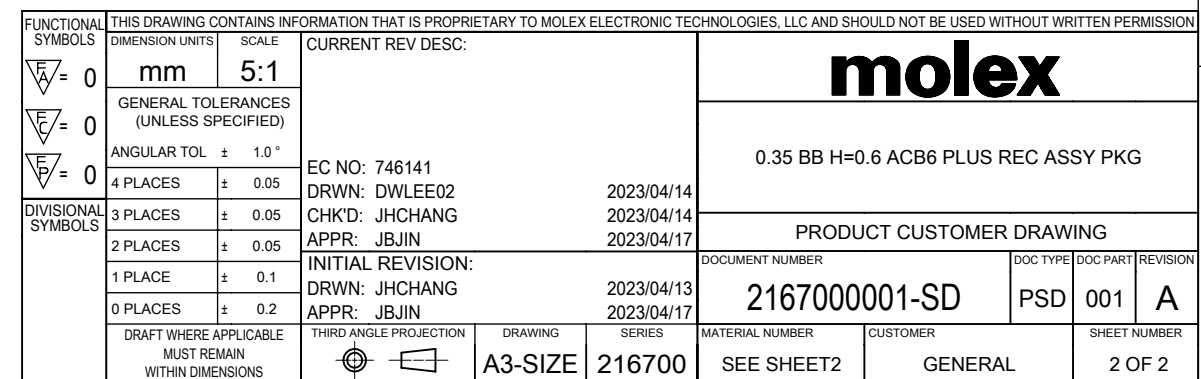 THIS DRAWING CONTAINS INFORMATION THAT IS PROPRIETARY TO MOLEX ELECTRONIC TECHNOLOGIES, LLC AND SHOULD NOT BE USED WITHOUT WRITTEN PERMISSION
FUNCTIONAL
SYMBOLS
F
A = 0
F
C = 0
F
P = 0
DIVISIONAL
SYMBOLS
DIMENSION UNITS SCALE
mm 5:1
GENERAL TOLERANCES
(UNLESS SPECIFIED)
ANGULAR TOL ± 1.0 °
4 PLACES ± 0.05
3 PLACES ± 0.05
2 PLACES ± 0.05
1 PLACE ± 0.1
0 PLACES ± 0.2
DRAFT WHERE APPLICABLE
MUST REMAIN
WITHIN DIMENSIONS
CURRENT REV DESC:
EC NO: 746141
DRWN: DWLEE02 2023/04/14
CHK'D: JHCHANG 2023/04/14
APPR: JBJIN 2023/04/17
INITIAL REVISION:
DRWN: JHCHANG 2023/04/13
APPR: JBJIN 2023/04/17
THIRD ANGLE PROJECTION DRAWING SERIES
A3-SIZE 216700
molex
0.35 BB H=0.6 ACB6 PLUS REC ASSY PKG
PRODUCT CUSTOMER DRAWING
DOCUMENT NUMBER DOC TYPE DOC PART REVISION
2167000001-SD PSD 001 A
MATERIAL NUMBER CUSTOMER SHEET NUMBER
SEE SHEET2 GENERAL 2 OF 2